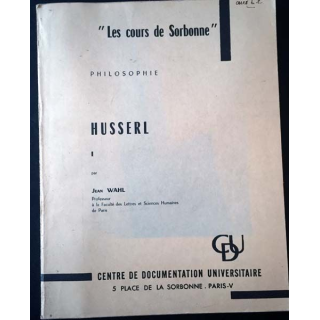 "Les cours de Sorbonne"
PHILOSOPHIE
HUSSERL
I
par
JEAN WAHL
Professeur
à la Faculté des Lettres et Sciences Humaines
de Paris
CDU
CENTRE DE DOCUMENTATION UNIVERSITAIRE
5 PLACE DE LA SORBONNE . PARIS-V